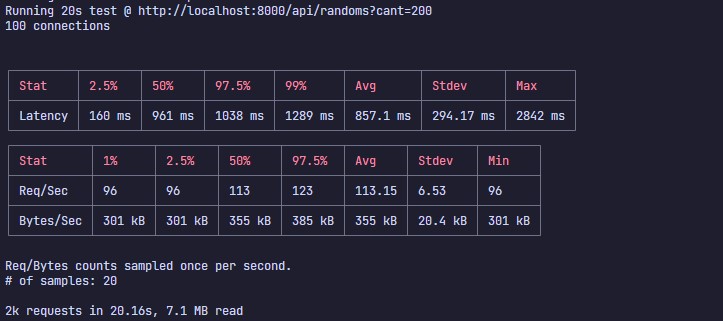 Running 20s test @ http://localhost:8000/api/randoms?cant=200
100 connections
Stat 2.5% 50% 97.5% 99% Avg Stdev Max
Latency 160 ms 961 ms 1038 ms 1289 ms 857.1 ms 294.17 ms 2842 ms
Stat 1% 2.5% 50% 97.5% Avg Stdev Min
Req/Sec 96 96 113 123 113.15 6.53 96
Bytes/Sec 301 kB 301 kB 355 kB 385 kB 355 kB 20.4 kB 301 kB
Req/Bytes counts sampled once per second.
# of samples: 20
2k requests in 20.16s, 7.1 MB read